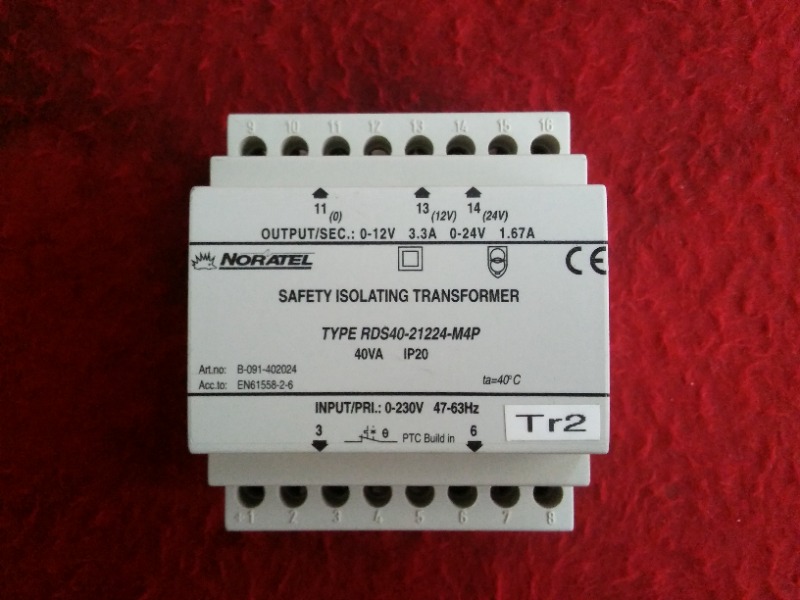 9 10 11 12 13 14 15 16
11 (0) 13 (12V) 14 (24V)
OUTPUT/SEC.: 0-12V 3.3A 0-24V 1.67A
NORATEL CE
SAFETY ISOLATING TRANSFORMER
TYPE RDS40-21224-M4P
40VA IP20
Art.no: B-091-402024
Acc.to: EN61558-2-6 ta=40°C
INPUT/PRI.: 0-230V 47-63Hz
3 θ PTC Build in 6
Tr2
1 2 3 4 5 6 7 8